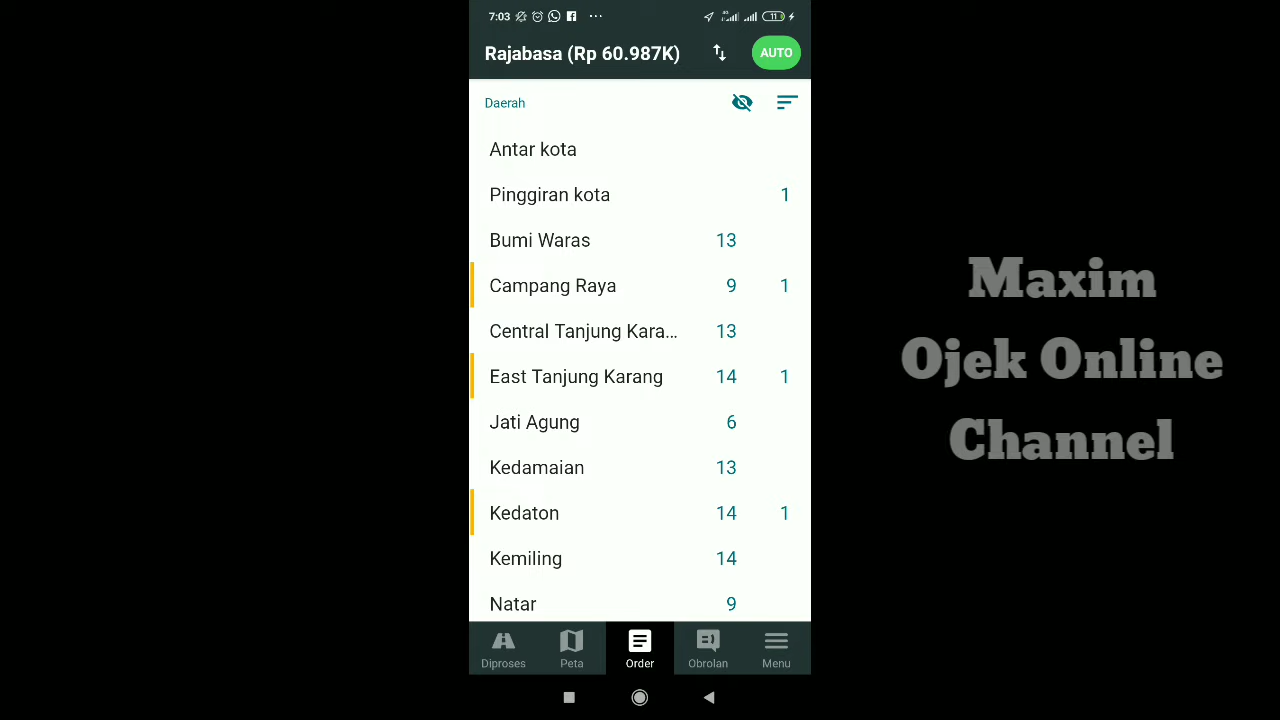 7:03
4G
11
Rajabasa (Rp 60.987K)
AUTO
Daerah
Antar kota
Pinggiran kota 1
Bumi Waras 13
Campang Raya 9 1
Central Tanjung Kara... 13
East Tanjung Karang 14 1
Jati Agung 6
Kedamaian 13
Kedaton 14 1
Kemiling 14
Natar 9
Diproses Peta Order Obrolan Menu
Maxim
Ojek Online
Channel